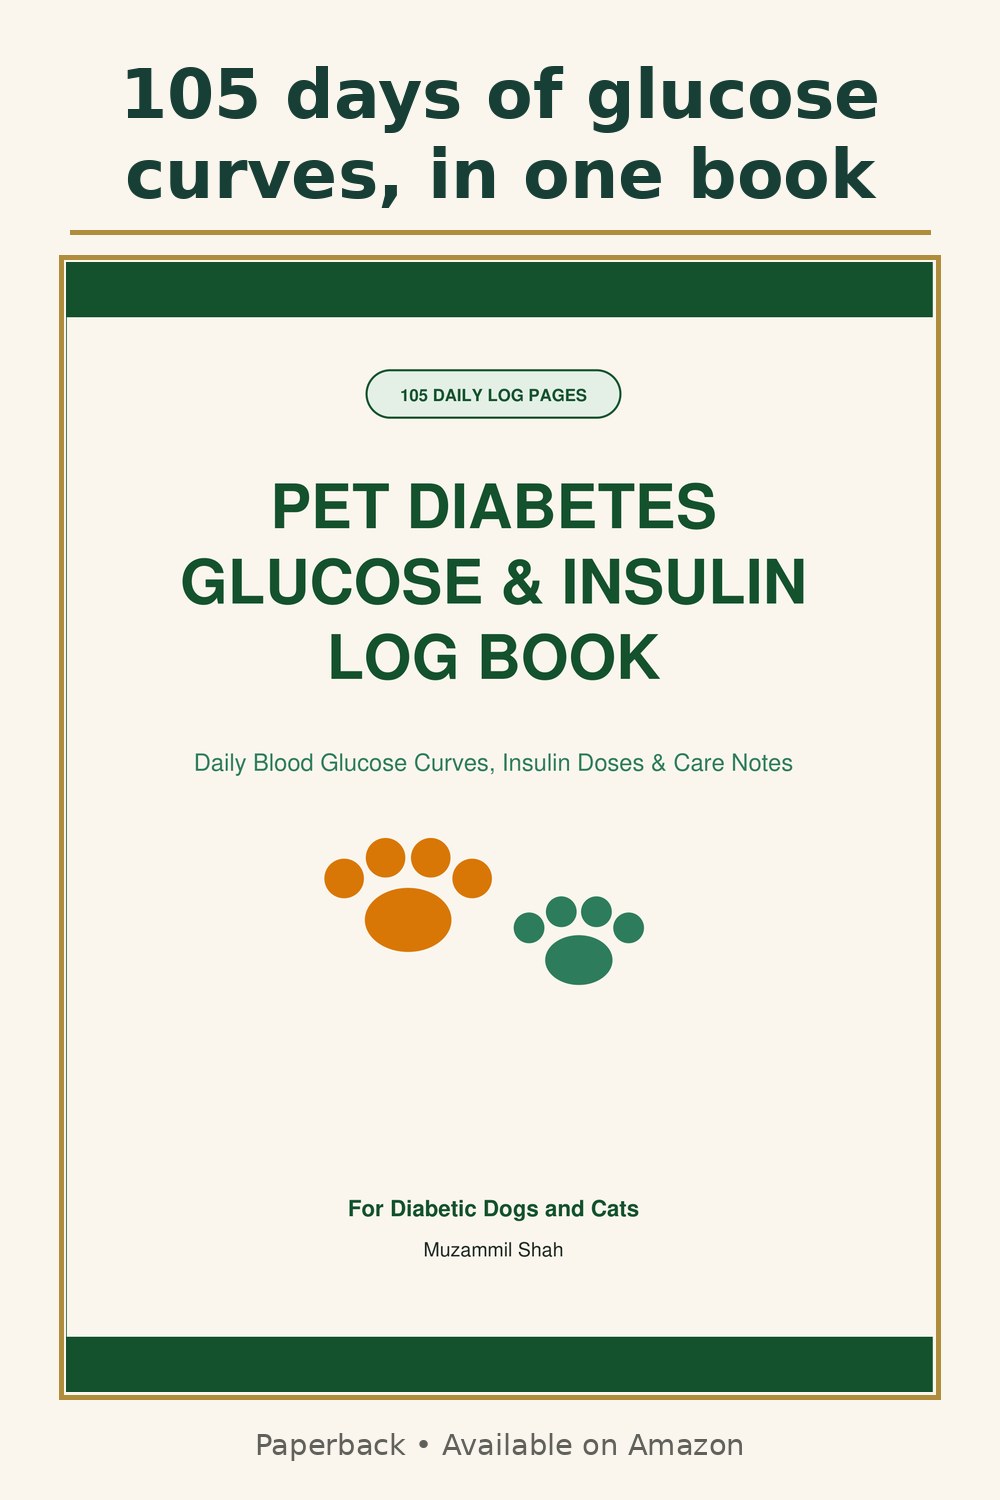 105 days of glucose
curves, in one book
105 DAILY LOG PAGES
PET DIABETES
GLUCOSE & INSULIN
LOG BOOK
Daily Blood Glucose Curves, Insulin Doses & Care Notes
For Diabetic Dogs and Cats
Muzammil Shah
Paperback • Available on Amazon